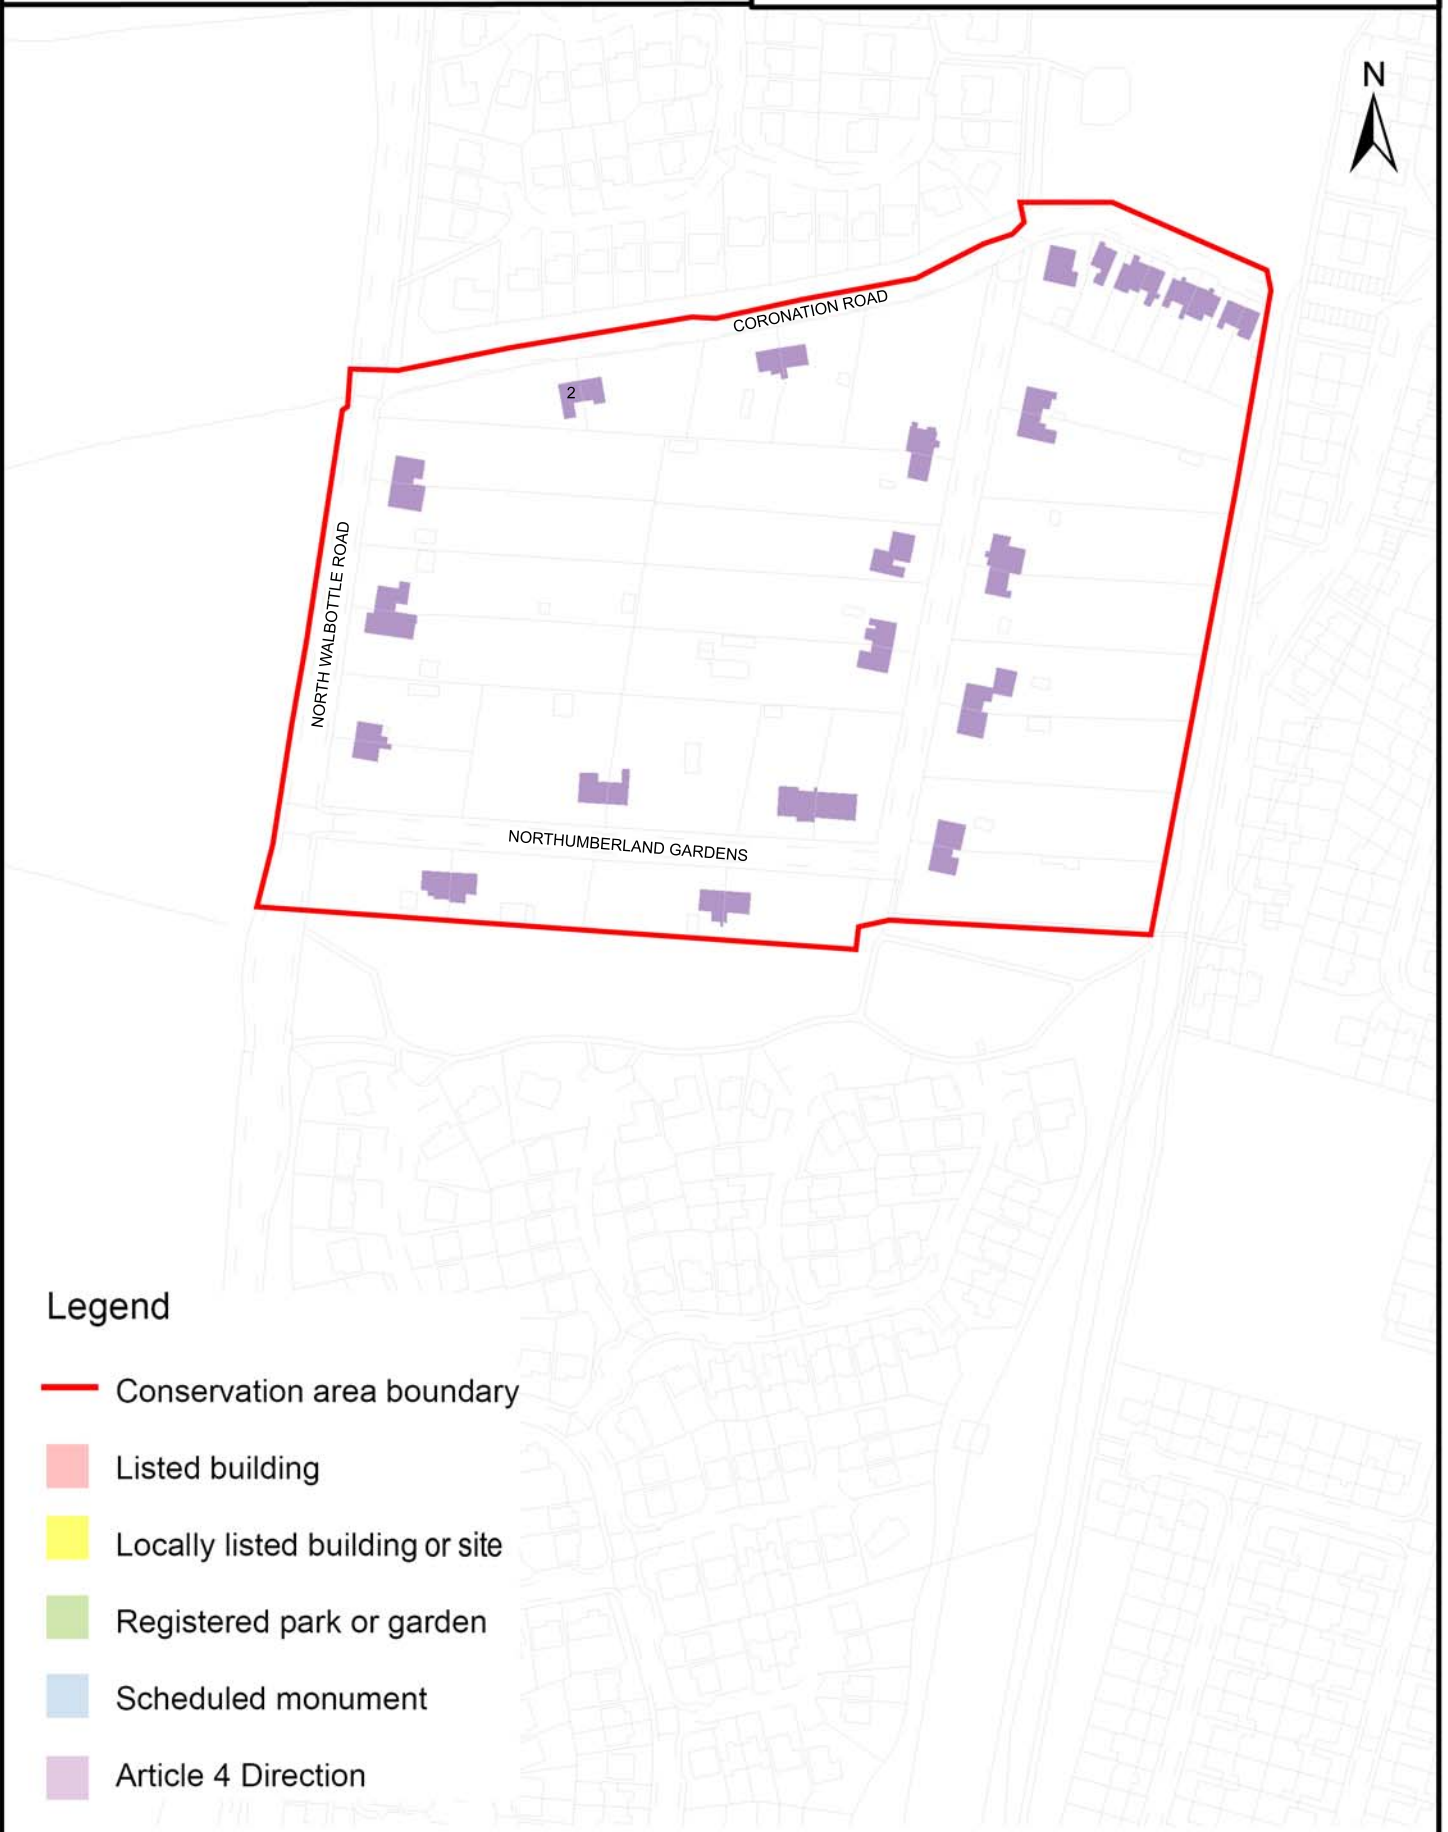 N
CORONATION ROAD
2
NORTH WALBOTTLE ROAD
NORTHUMBERLAND GARDENS
Legend
Conservation area boundary
Listed building
Locally listed building or site
Registered park or garden
Scheduled monument
Article 4 Direction